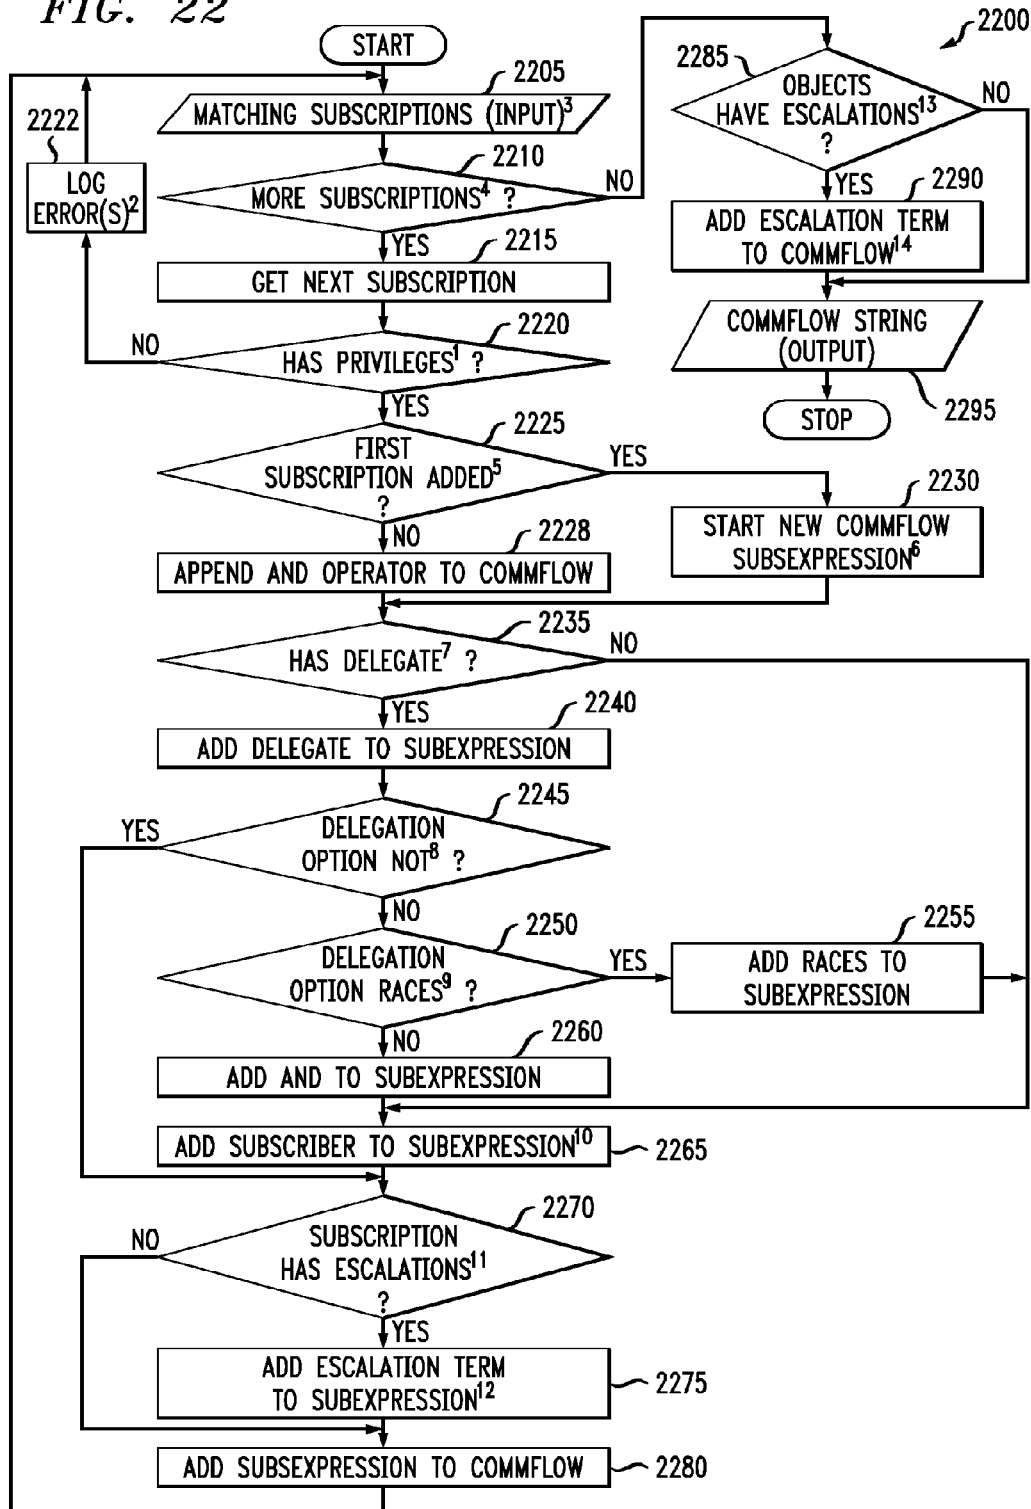 FIG. 22
START
2200
2205
MATCHING SUBSCRIPTIONS (INPUT)³
2210
MORE SUBSCRIPTIONS⁴ ?
NO
YES
2215
GET NEXT SUBSCRIPTION
2220
HAS PRIVILEGES¹ ?
NO
YES
2222
LOG
ERROR(S)²
2225
FIRST
SUBSCRIPTION ADDED⁵
?
YES
NO
2228
APPEND AND OPERATOR TO COMMFLOW
2230
START NEW COMMFLOW
SUBSEXPRESSION⁶
2235
HAS DELEGATE⁷ ?
NO
YES
2240
ADD DELEGATE TO SUBEXPRESSION
2245
DELEGATION
OPTION NOT⁸ ?
YES
NO
2250
DELEGATION
OPTION RACES⁹ ?
YES
NO
2255
ADD RACES TO
SUBEXPRESSION
2260
ADD AND TO SUBEXPRESSION
ADD SUBSCRIBER TO SUBEXPRESSION¹⁰
2265
2270
SUBSCRIPTION
HAS ESCALATIONS¹¹
?
NO
YES
ADD ESCALATION TERM
TO SUBEXPRESSION¹²
2275
ADD SUBSEXPRESSION TO COMMFLOW
2280
2285
OBJECTS
HAVE ESCALATIONS¹³
?
NO
YES
2290
ADD ESCALATION TERM
TO COMMFLOW¹⁴
COMMFLOW STRING
(OUTPUT)
2295
STOP